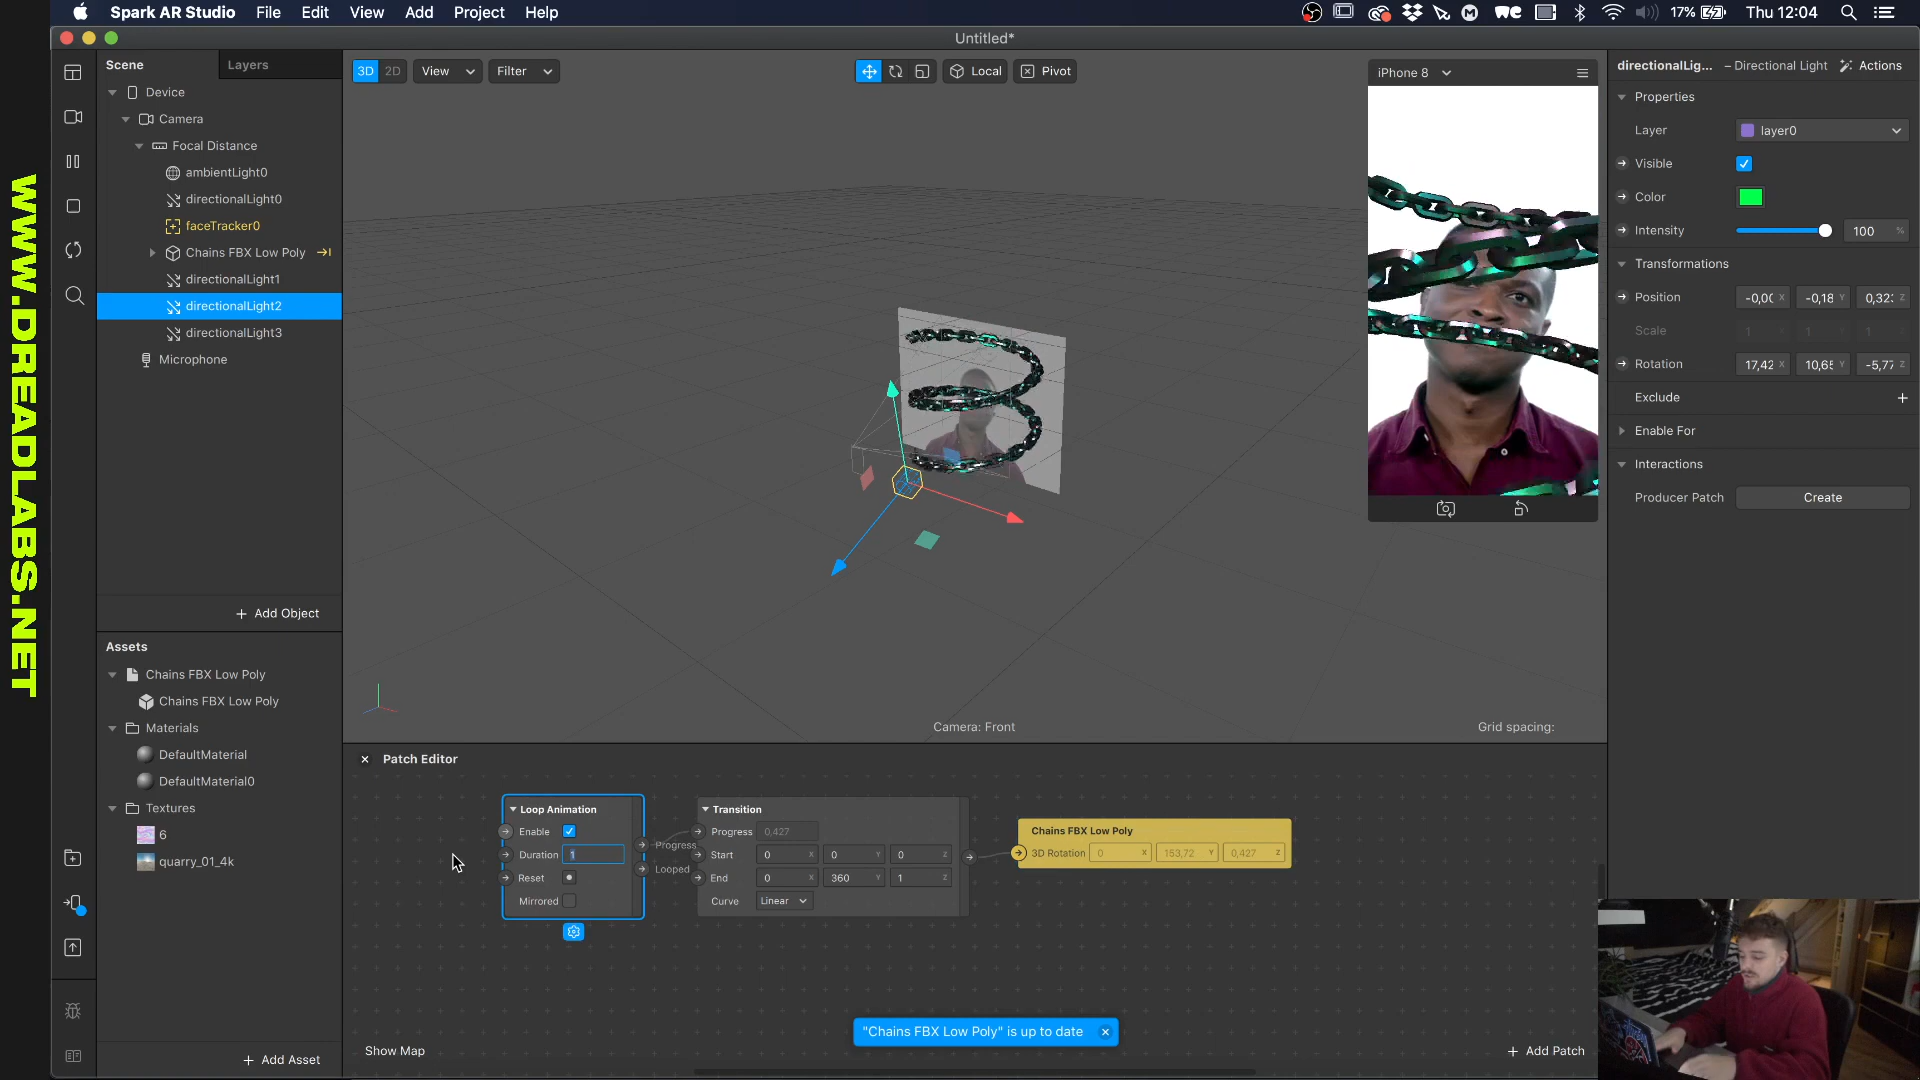 Spark AR Studio File Edit View Add Project Help
17% Thu 12:04
Untitled*
WWW.DREADLABS.NET
Scene Layers
Device
Camera
Focal Distance
ambientLight0
directionalLight0
faceTracker0
Chains FBX Low Poly
directionalLight1
directionalLight2
directionalLight3
Microphone
+ Add Object
Assets
Chains FBX Low Poly
Chains FBX Low Poly
Materials
DefaultMaterial
DefaultMaterial0
Textures
6
quarry_01_4k
+ Add Asset
3D 2D View Filter Local Pivot
iPhone 8
Camera: Front
Grid spacing:
Patch Editor
Loop Animation
Enable
Duration 1
Reset
Mirrored
Progress
Looped
Transition
Progress 0,427
Start 0 X 0 Y 0 Z
End 0 X 360 Y 1 Z
Curve Linear
Chains FBX Low Poly
3D Rotation 0 X 153,72 Y 0,427 Z
"Chains FBX Low Poly" is up to date
Show Map
+ Add Patch
directionalLig... – Directional Light Actions
Properties
Layer layer0
Visible
Color
Intensity 100 %
Transformations
Position -0,0( X -0,18 Y 0,32: Z
Scale 1 X 1 Y 1 Z
Rotation 17,42 X 10,65 Y -5,77 Z
Exclude +
Enable For
Interactions
Producer Patch Create